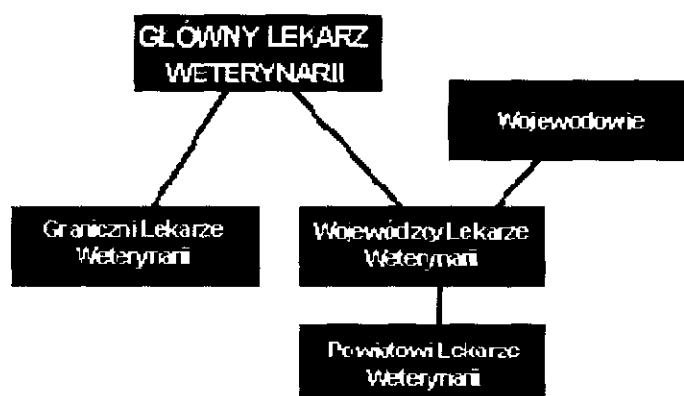 GŁÓWNY LEKARZ
WETERYNARII
Wojewodowie
Graniczni Lekarze
Weterynarii
Wojewódzcy Lekarze
Weterynarii
Powiatowi Lekarze
Weterynarii